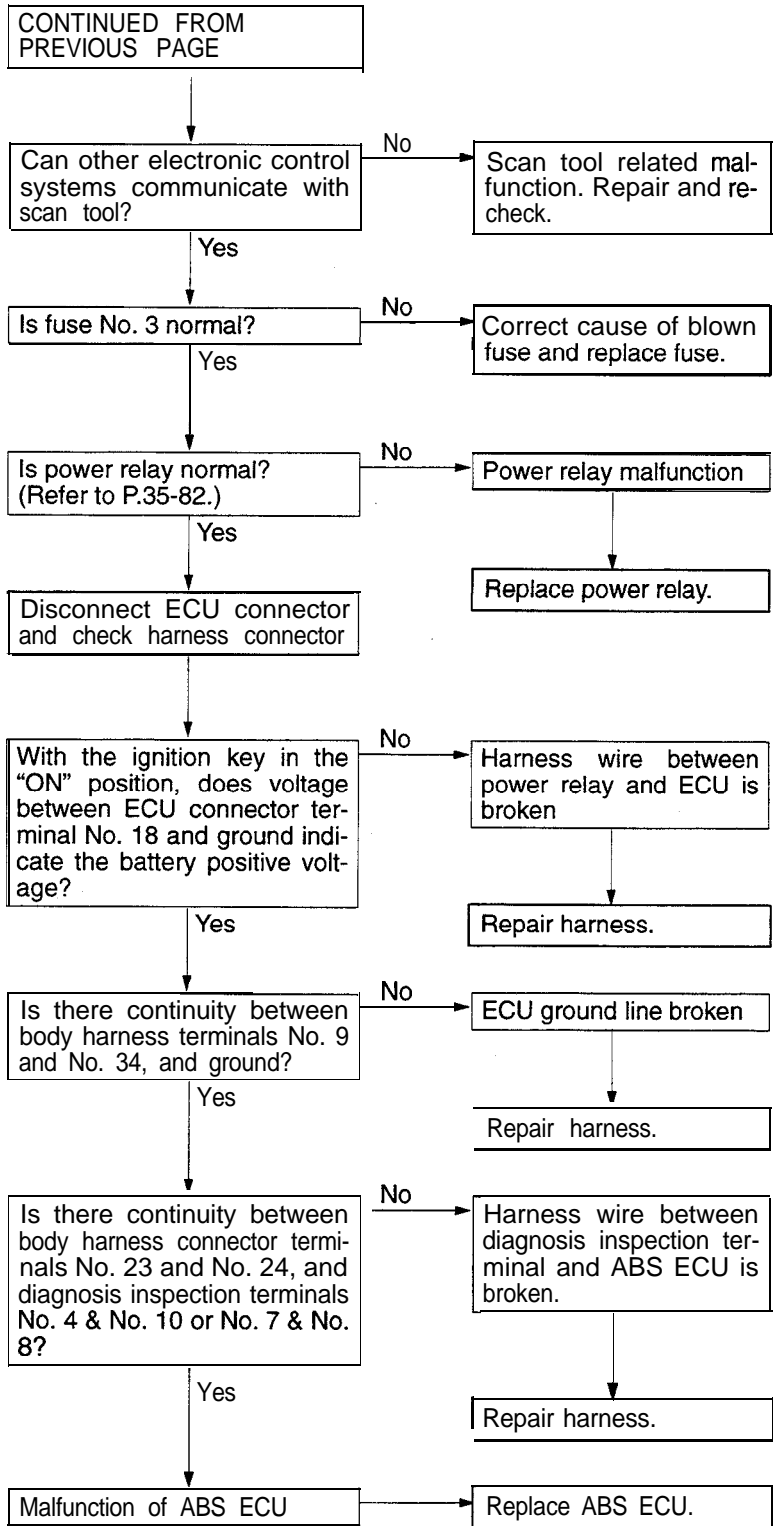 CONTINUED FROM
PREVIOUS PAGE
Can other electronic control
systems communicate with
scan tool?
No
Scan tool related mal-
function. Repair and re-
check.
Yes
Is fuse No. 3 normal?
No
Correct cause of blown
fuse and replace fuse.
Yes
Is power relay normal?
(Refer to P.35-82.)
No
Power relay malfunction
Yes
Replace power relay.
Disconnect ECU connector
and check harness connector
With the ignition key in the
“ON” position, does voltage
between ECU connector ter-
minal No. 18 and ground indi-
cate the battery positive volt-
age?
No
Harness wire between
power relay and ECU is
broken
Yes
Repair harness.
Is there continuity between
body harness terminals No. 9
and No. 34, and ground?
No
ECU ground line broken
Yes
Repair harness.
Is there continuity between
body harness connector termi-
nals No. 23 and No. 24, and
diagnosis inspection terminals
No. 4 & No. 10 or No. 7 & No.
8?
No
Harness wire between
diagnosis inspection ter-
minal and ABS ECU is
broken.
Yes
Repair harness.
Malfunction of ABS ECU
Replace ABS ECU.